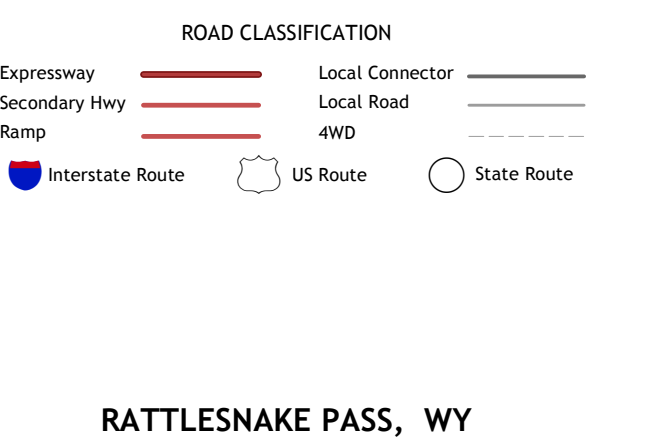 ROAD CLASSIFICATION
Expressway
Local Connector
Secondary Hwy
Local Road
Ramp
4WD
Interstate Route
US Route
State Route
RATTLESNAKE PASS, WY